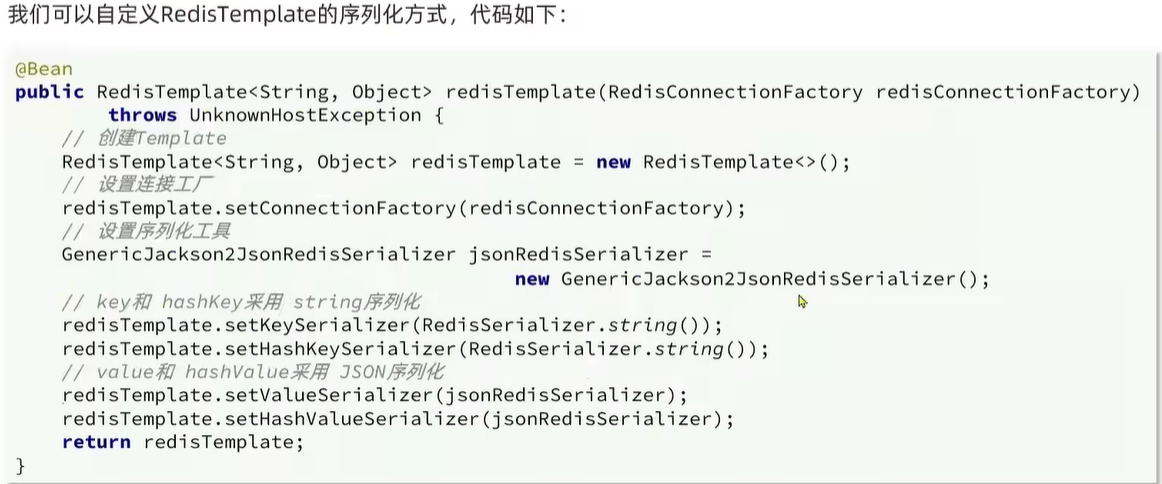 我们可以自定义RedisTemplate的序列化方式，代码如下：
@Bean
public RedisTemplate<String, Object> redisTemplate(RedisConnectionFactory redisConnectionFactory)
        throws UnknownHostException {
    // 创建Template
    RedisTemplate<String, Object> redisTemplate = new RedisTemplate<>();
    // 设置连接工厂
    redisTemplate.setConnectionFactory(redisConnectionFactory);
    // 设置序列化工具
    GenericJackson2JsonRedisSerializer jsonRedisSerializer =
                                            new GenericJackson2JsonRedisSerializer();
    // key和 hashKey采用 string序列化
    redisTemplate.setKeySerializer(RedisSerializer.string());
    redisTemplate.setHashKeySerializer(RedisSerializer.string());
    // value和 hashValue采用 JSON序列化
    redisTemplate.setValueSerializer(jsonRedisSerializer);
    redisTemplate.setHashValueSerializer(jsonRedisSerializer);
    return redisTemplate;
}